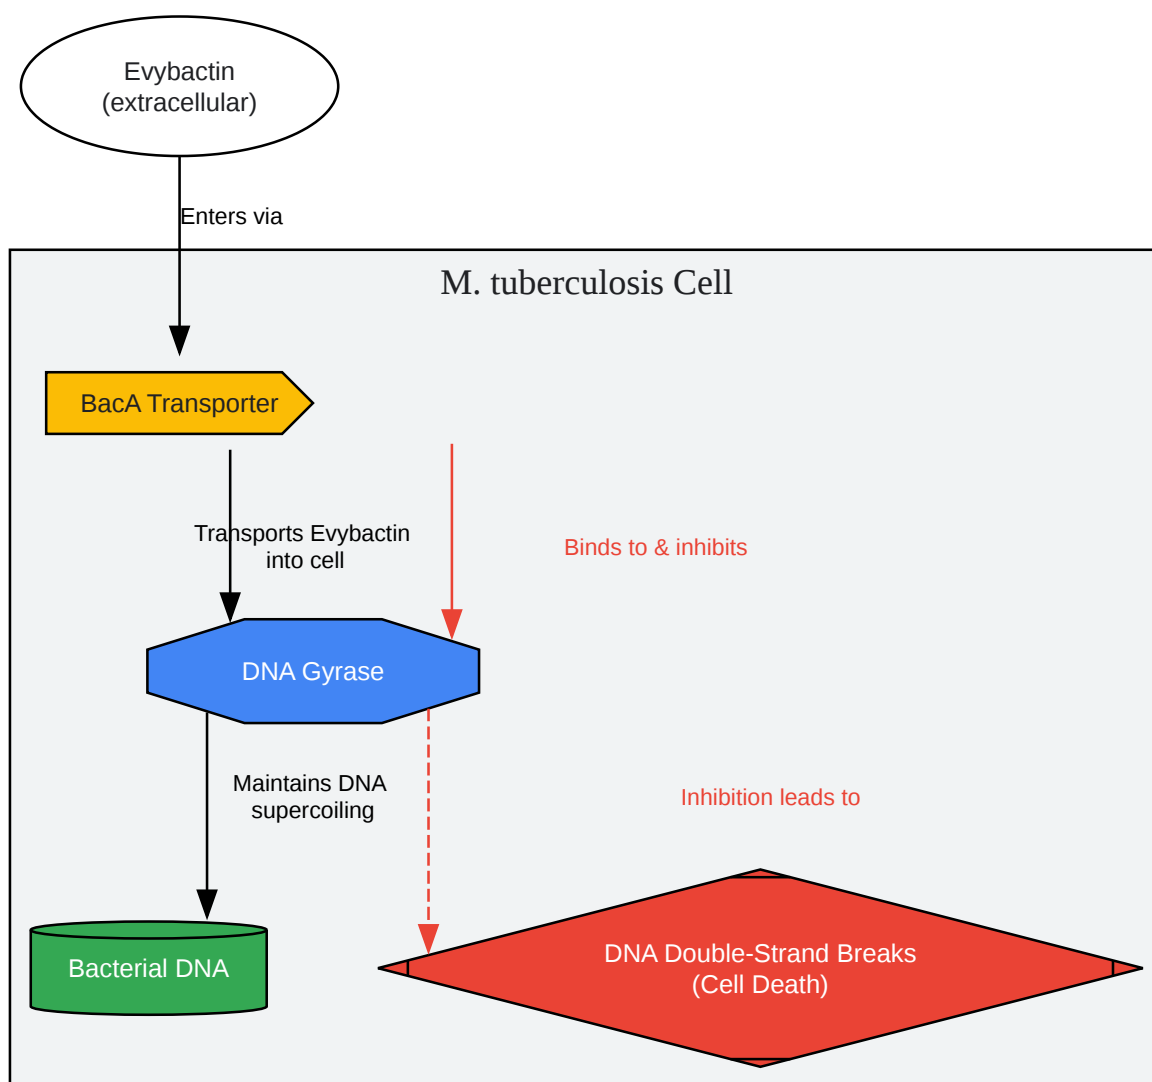 Evybactin
(extracellular)
Enters via
M. tuberculosis Cell
BacA Transporter
Transports Evybactin
into cell
Binds to & inhibits
DNA Gyrase
Maintains DNA
supercoiling
Inhibition leads to
Bacterial DNA
DNA Double-Strand Breaks
(Cell Death)